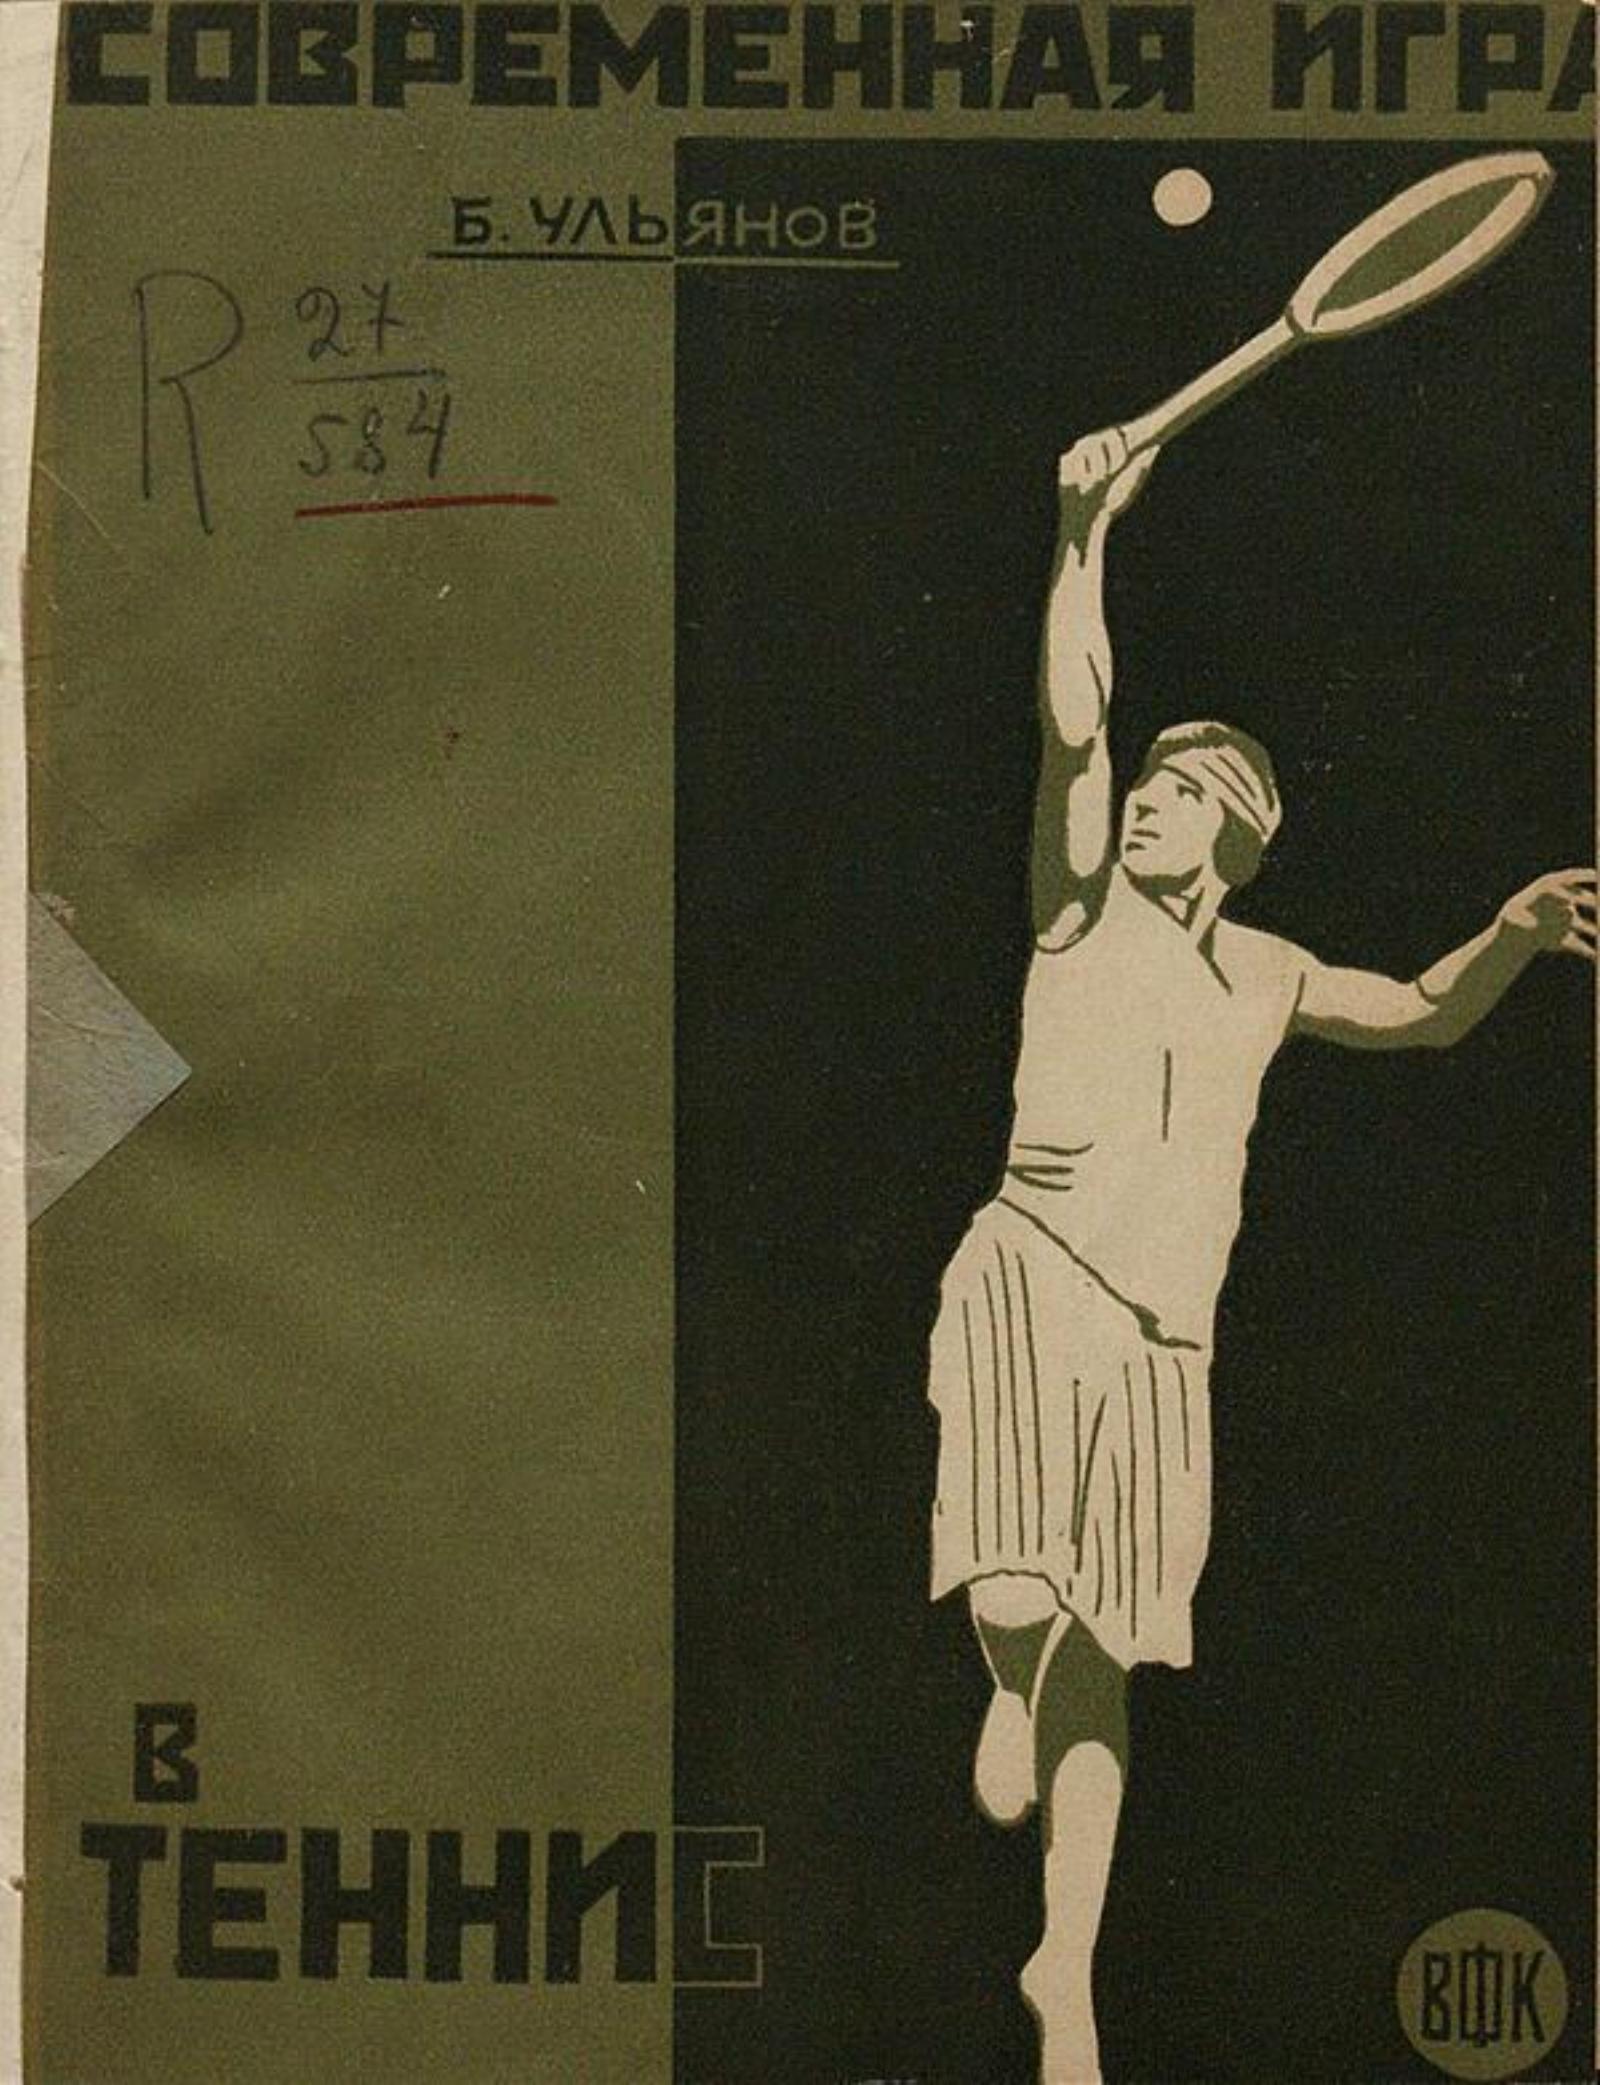 СОВРЕМЕННАЯ ИГРА
Б. УЛЬЯНОВ
R 27
584
В
ТЕННИС
ВФК